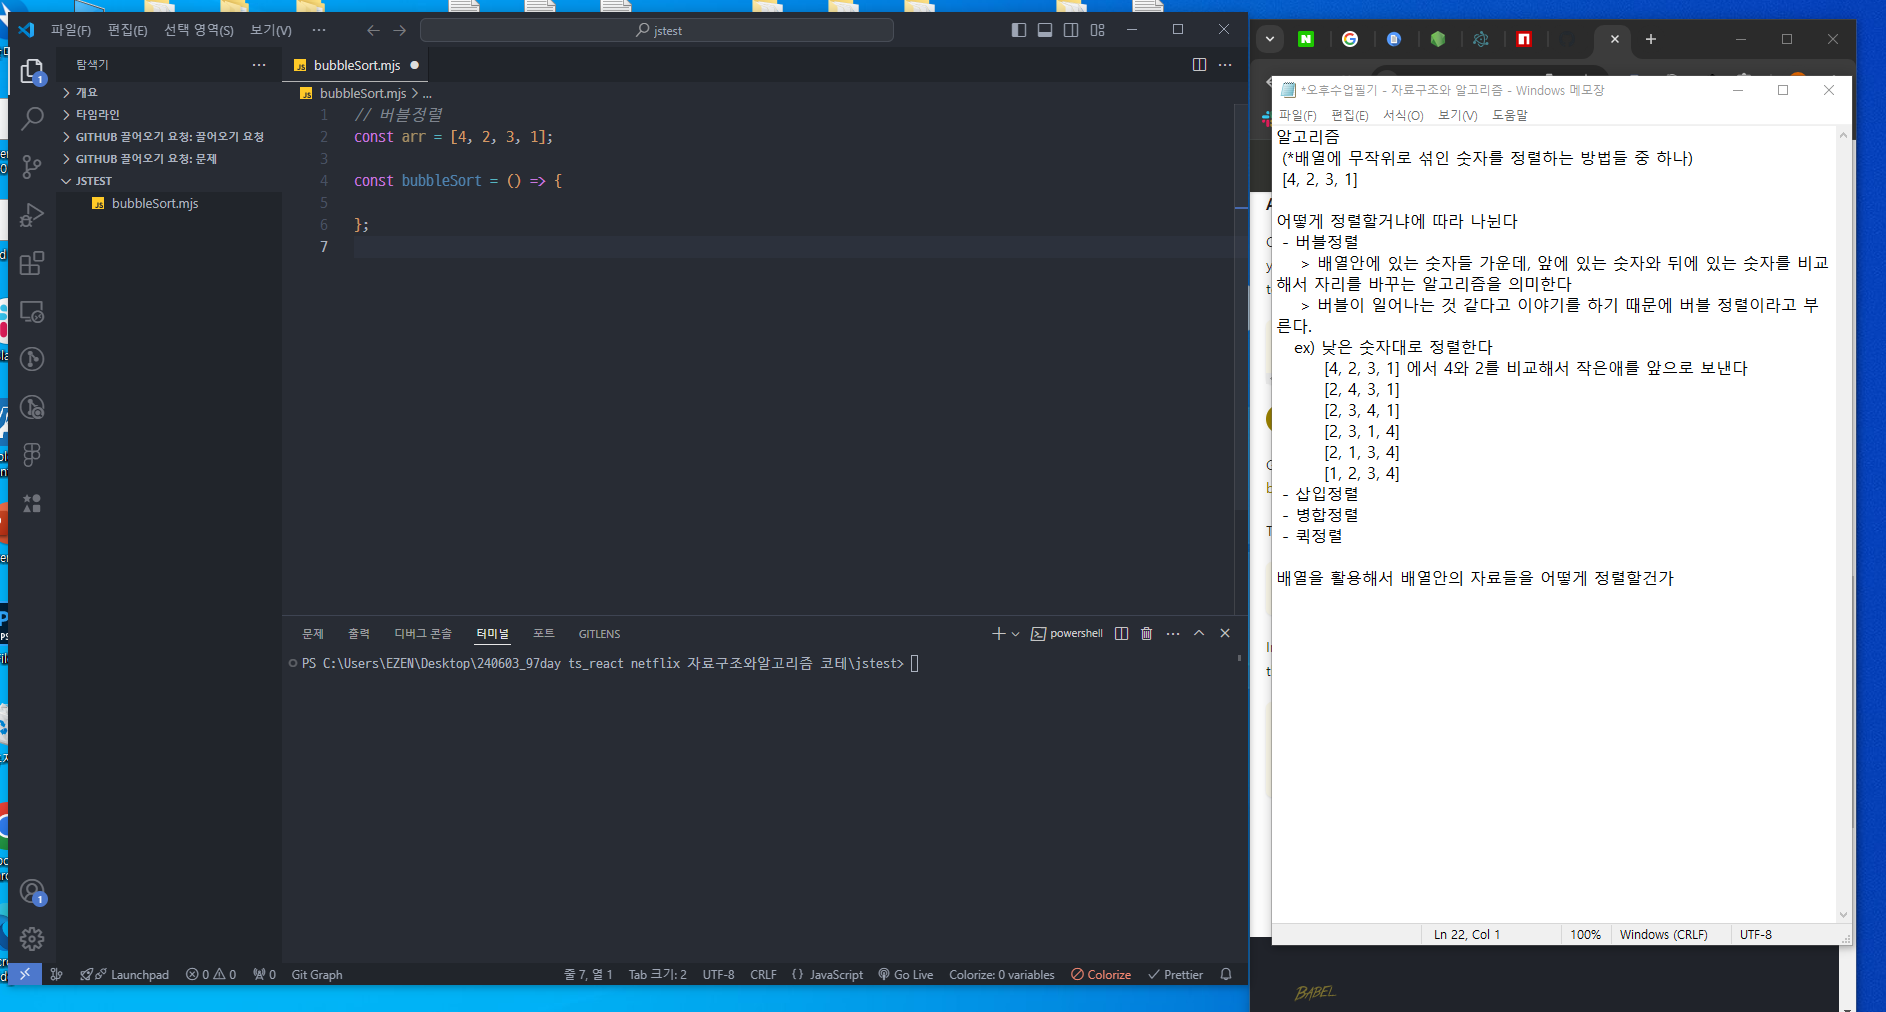 파일(F) 편집(E) 선택 영역(S) 보기(V) ···
jstest
탐색기 ···
bubbleSort.mjs
bubbleSort.mjs > ...
개요
타임라인
GITHUB 끌어오기 요청: 끌어오기 요청
GITHUB 끌어오기 요청: 문제
JSTEST
bubbleSort.mjs
1 // 버블정렬
2 const arr = [4, 2, 3, 1];
3
4 const bubbleSort = () => {
5
6 };
7
문제 출력 디버그 콘솔 터미널 포트 GITLENS
powershell
PS C:\Users\EZEN\Desktop\240603_97day ts_react netflix 자료구조와알고리즘 코테\jstest>
Launchpad 0 0 0 Git Graph
줄 7, 열 1 Tab 크기: 2 UTF-8 CRLF {} JavaScript Go Live Colorize: 0 variables Colorize Prettier
*오후수업필기 - 자료구조와 알고리즘 - Windows 메모장
파일(F) 편집(E) 서식(O) 보기(V) 도움말
알고리즘
(*배열에 무작위로 섞인 숫자를 정렬하는 방법들 중 하나)
[4, 2, 3, 1]
어떻게 정렬할거냐에 따라 나뉜다
- 버블정렬
> 배열안에 있는 숫자들 가운데, 앞에 있는 숫자와 뒤에 있는 숫자를 비교
해서 자리를 바꾸는 알고리즘을 의미한다
> 버블이 일어나는 것 같다고 이야기를 하기 때문에 버블 정렬이라고 부
른다.
ex) 낮은 숫자대로 정렬한다
[4, 2, 3, 1] 에서 4와 2를 비교해서 작은애를 앞으로 보낸다
[2, 4, 3, 1]
[2, 3, 4, 1]
[2, 3, 1, 4]
[2, 1, 3, 4]
[1, 2, 3, 4]
- 삽입정렬
- 병합정렬
- 퀵정렬
배열을 활용해서 배열안의 자료들을 어떻게 정렬할건가
Ln 22, Col 1 100% Windows (CRLF) UTF-8
BABEL